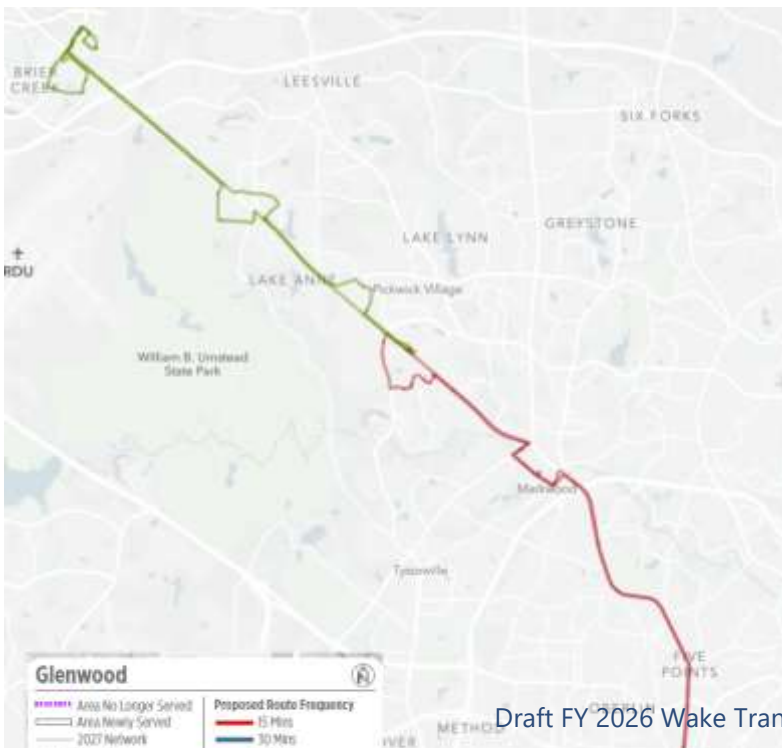 BRIER
CREEK
LEESVILLE
SIX FORKS
GREYSTONE
LAKE LYNN
RDU
LAKE ANNE
Pickwick Village
William B. Umstead
State Park
Tysonville
FIVE
POINTS
OBERLIN
METHOD
Glenwood
Area No Longer Served
Area Newly Served
2027 Network
Proposed Route Frequency
15 Mins
30 Mins
Draft FY 2026 Wake Tran